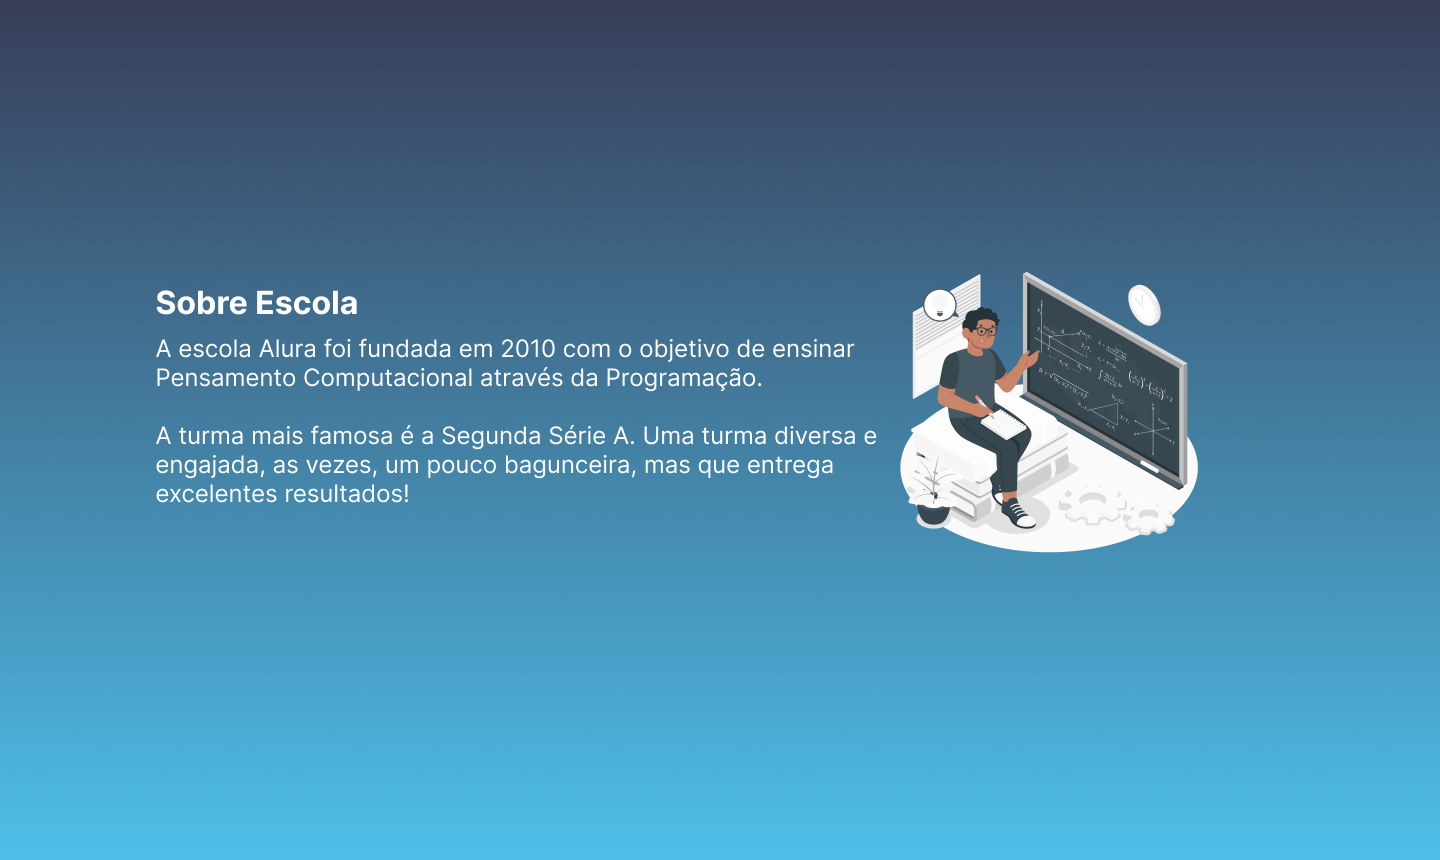 Sobre Escola
A escola Alura foi fundada em 2010 com o objetivo de ensinar
Pensamento Computacional através da Programação.
A turma mais famosa é a Segunda Série A. Uma turma diversa e
engajada, as vezes, um pouco bagunceira, mas que entrega
excelentes resultados!